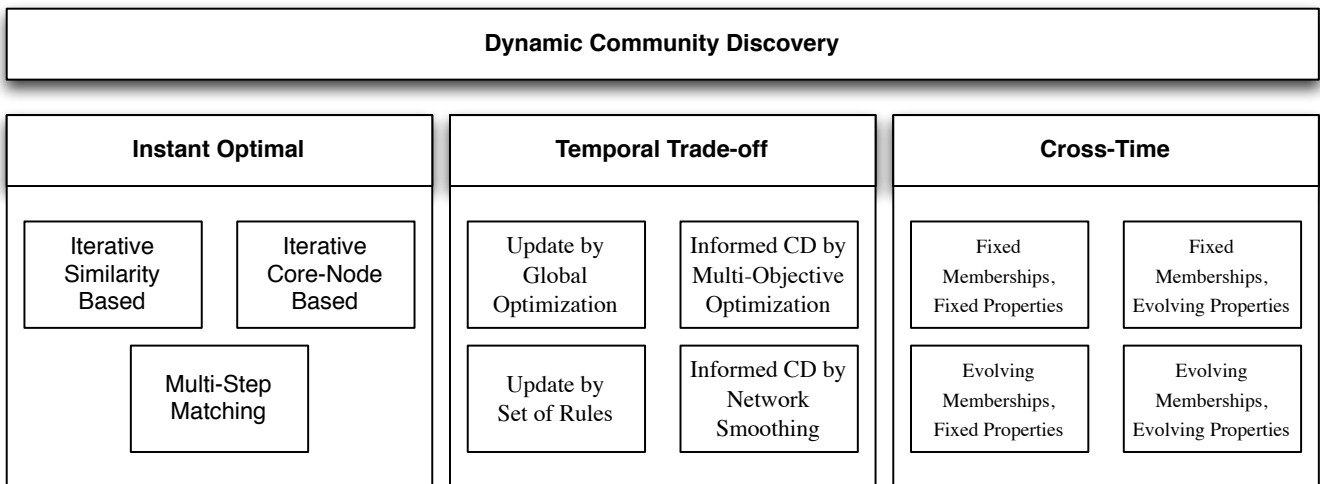 Dynamic Community Discovery
Instant Optimal
Iterative
Similarity
Based
Iterative
Core-Node
Based
Multi-Step
Matching
Temporal Trade-off
Update by
Global
Optimization
Informed CD by
Multi-Objective
Optimization
Update by
Set of Rules
Informed CD by
Network
Smoothing
Cross-Time
Fixed
Memberships,
Fixed Properties
Fixed
Memberships,
Evolving Properties
Evolving
Memberships,
Fixed Properties
Evolving
Memberships,
Evolving Properties